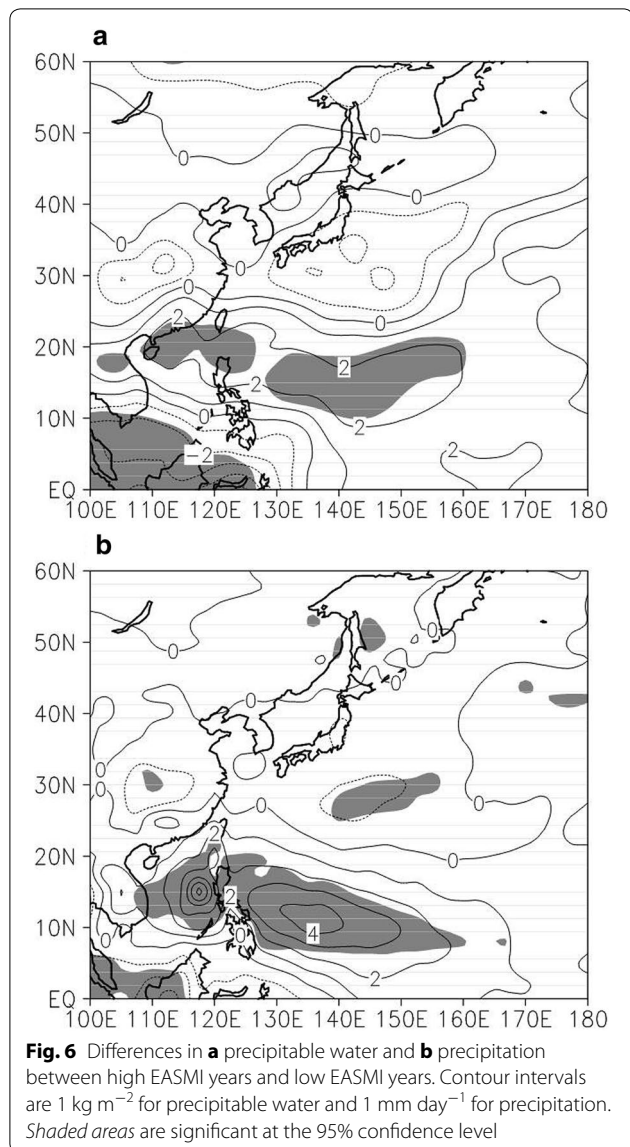 a
60N
50N
40N
30N
20N
10N
EQ
0
0
0
0
0
0
0
2
2
2
2
2
0
-2
100E 110E 120E 130E 140E 150E 160E 170E 180
b
60N
50N
40N
30N
20N
10N
EQ
0
0
0
0
0
0
0
0
0
2
2
4
0
0
2
100E 110E 120E 130E 140E 150E 160E 170E 180
Fig. 6 Differences in a precipitable water and b precipitation
between high EASMI years and low EASMI years. Contour intervals
are 1 kg m⁻² for precipitable water and 1 mm day⁻¹ for precipitation.
Shaded areas are significant at the 95% confidence level